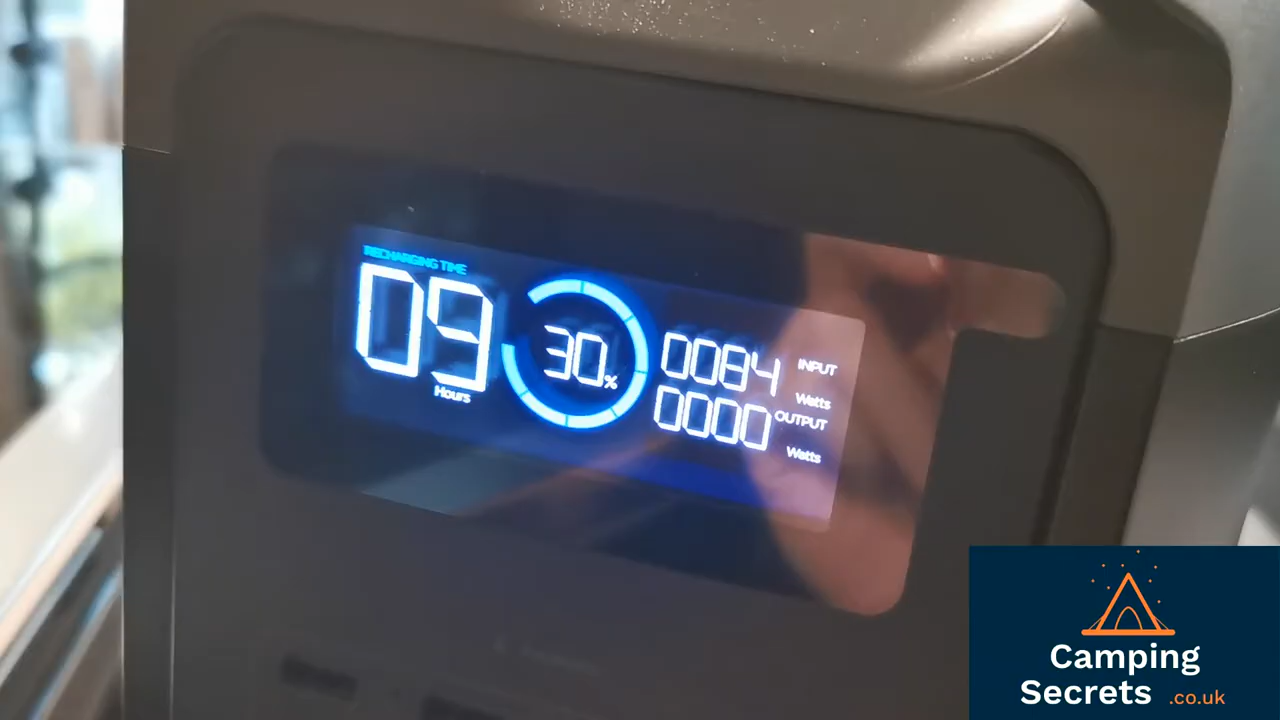 RECHARGING TIME
09
Hours
30%
0084 INPUT
Watts
0000 OUTPUT
Watts
Camping
Secrets .co.uk